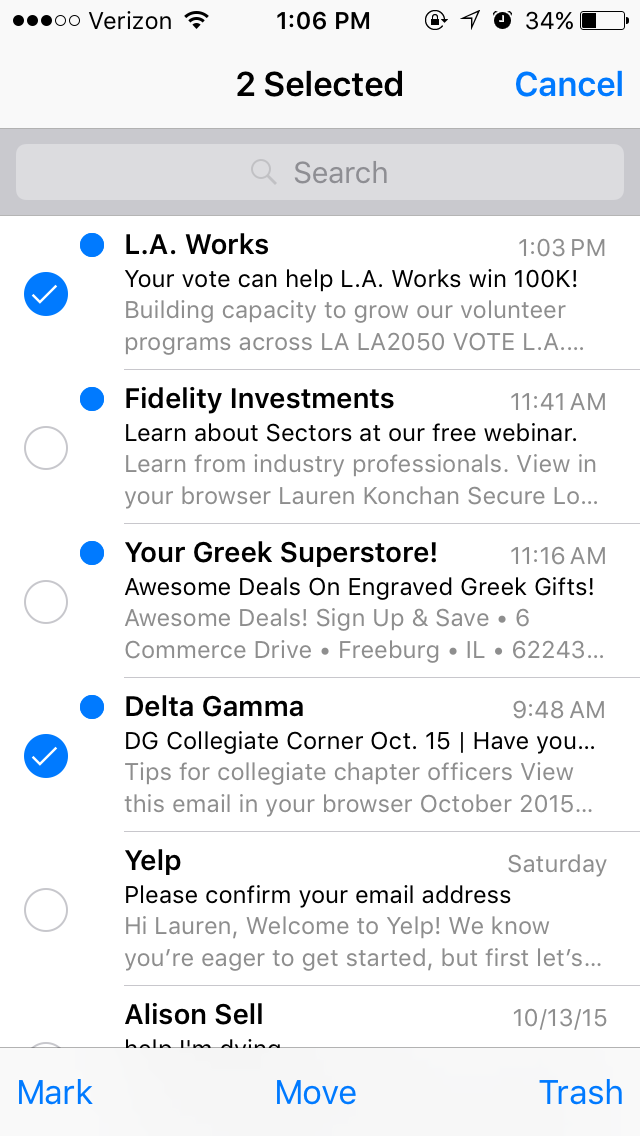 Verizon 1:06 PM 34%
2 Selected Cancel
Search
L.A. Works 1:03 PM
Your vote can help L.A. Works win 100K!
Building capacity to grow our volunteer
programs across LA LA2050 VOTE L.A....
Fidelity Investments 11:41 AM
Learn about Sectors at our free webinar.
Learn from industry professionals. View in
your browser Lauren Konchan Secure Lo...
Your Greek Superstore! 11:16 AM
Awesome Deals On Engraved Greek Gifts!
Awesome Deals! Sign Up & Save • 6
Commerce Drive • Freeburg • IL • 62243...
Delta Gamma 9:48 AM
DG Collegiate Corner Oct. 15 | Have you...
Tips for collegiate chapter officers View
this email in your browser October 2015...
Yelp Saturday
Please confirm your email address
Hi Lauren, Welcome to Yelp! We know
you’re eager to get started, but first let’s...
Alison Sell 10/13/15
help I'm dying
Mark Move Trash